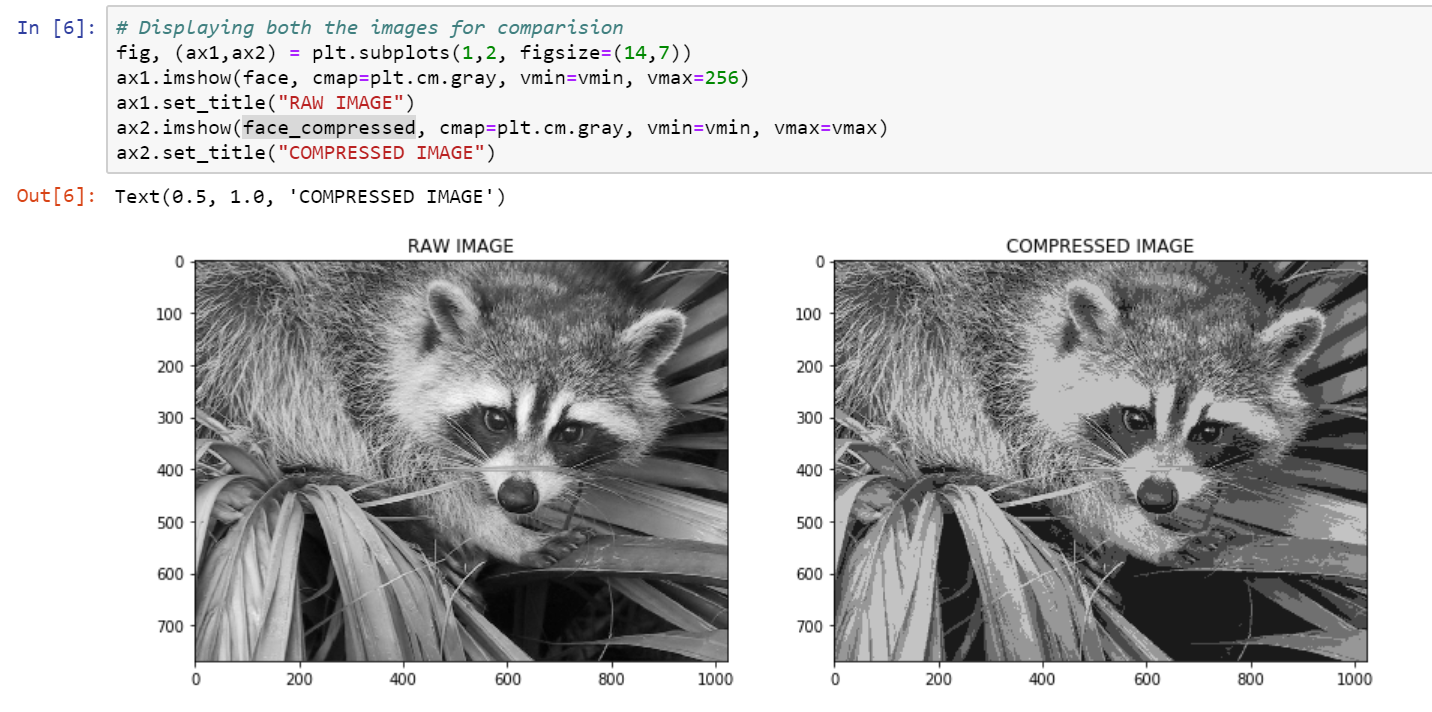 In [6]: # Displaying both the images for comparision
fig, (ax1,ax2) = plt.subplots(1,2, figsize=(14,7))
ax1.imshow(face, cmap=plt.cm.gray, vmin=vmin, vmax=256)
ax1.set_title("RAW IMAGE")
ax2.imshow(face_compressed, cmap=plt.cm.gray, vmin=vmin, vmax=vmax)
ax2.set_title("COMPRESSED IMAGE")
Out[6]: Text(0.5, 1.0, 'COMPRESSED IMAGE')
RAW IMAGE
0
100
200
300
400
500
600
700
0 200 400 600 800 1000
COMPRESSED IMAGE
0
100
200
300
400
500
600
700
0 200 400 600 800 1000